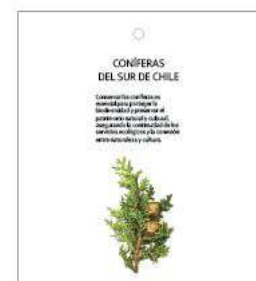 CONÍFERAS
DEL SUR DE CHILE
Conservar las coníferas es
esencial para proteger la
biodiversidad y preservar el
patrimonio natural y cultural,
asegurando la continuidad de los
servicios ecológicos y la conexión
entre naturaleza y cultura.